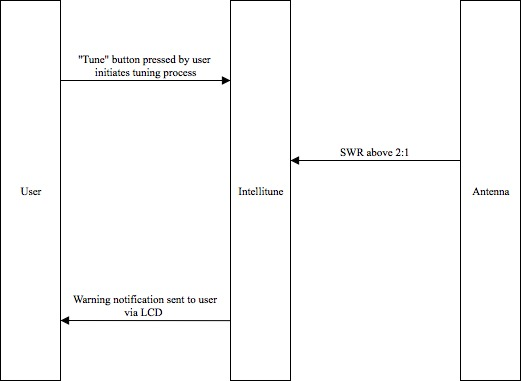 "Tune" button pressed by user
initiates tuning process
SWR above 2:1
User
Intellitune
Antenna
Warning notification sent to user
via LCD